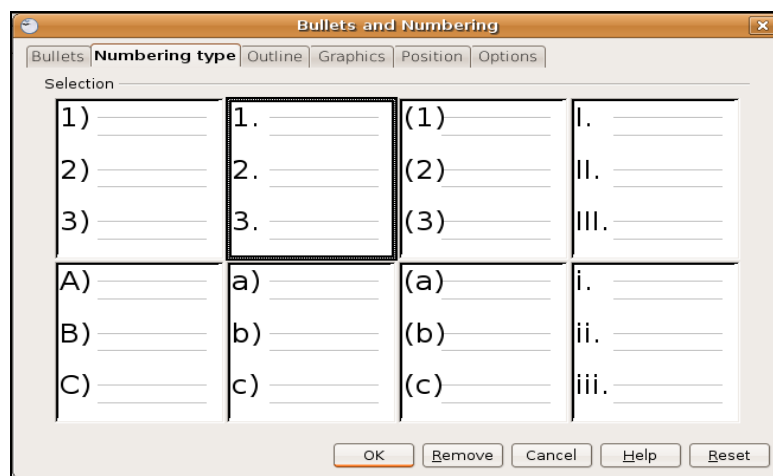 Bullets and Numbering
Bullets Numbering type Outline Graphics Position Options
Selection
1) 1. (1) I.
2) 2. (2) II.
3) 3. (3) III.
A) a) (a) i.
B) b) (b) ii.
C) c) (c) iii.
OK Remove Cancel Help Reset